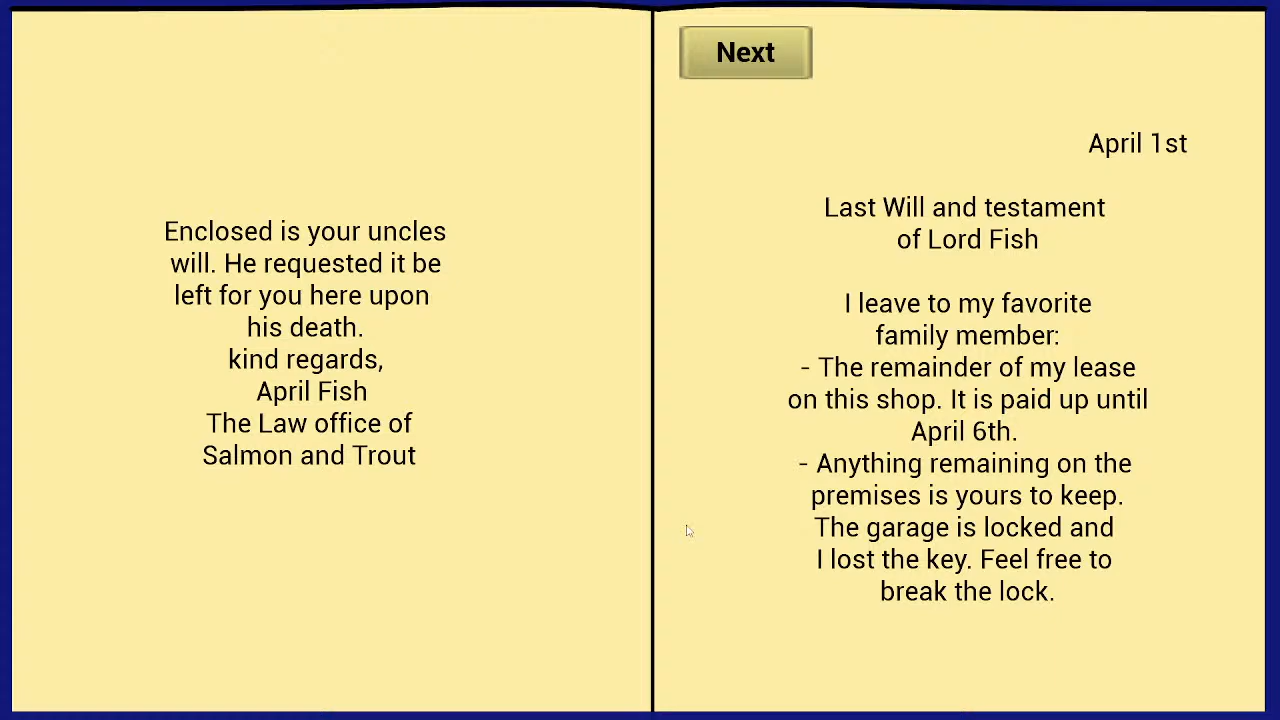 Enclosed is your uncles
will. He requested it be
left for you here upon
his death.
kind regards,
April Fish
The Law office of
Salmon and Trout
Next
April 1st
Last Will and testament
of Lord Fish
I leave to my favorite
family member:
- The remainder of my lease
on this shop. It is paid up until
April 6th.
- Anything remaining on the
premises is yours to keep.
The garage is locked and
I lost the key. Feel free to
break the lock.